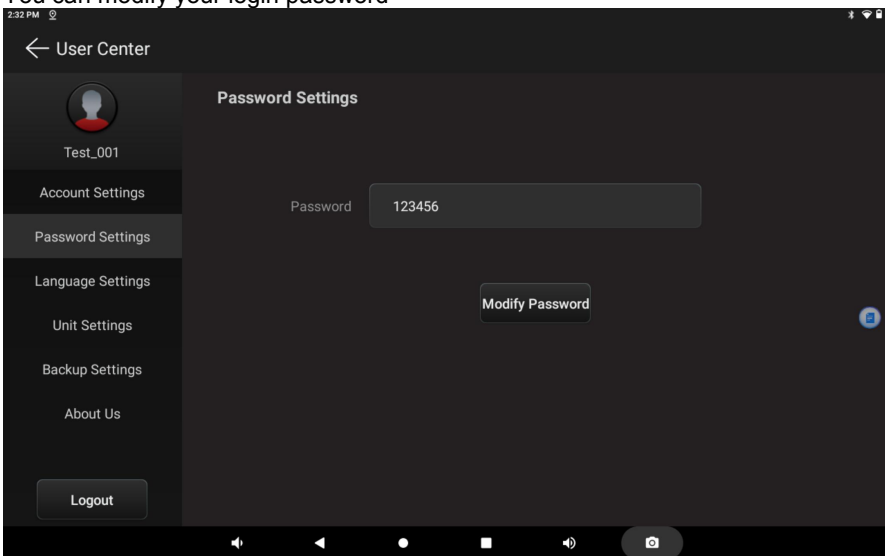 You can modify your login password
2:32 PM
User Center
Test_001
Account Settings
Password Settings
Language Settings
Unit Settings
Backup Settings
About Us
Logout
Password Settings
Password 123456
Modify Password